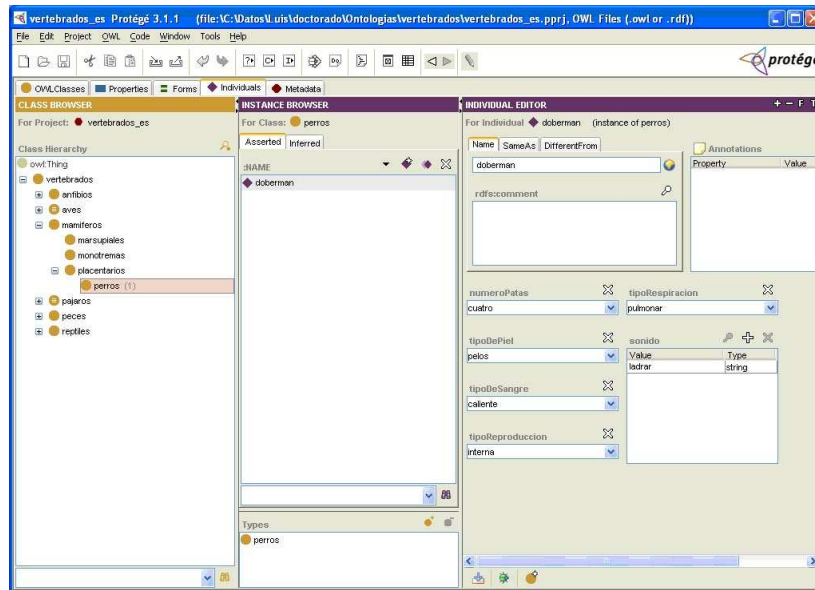 vertebrados_es Protégé 3.1.1 (file:\C:\Datos\Luis\doctorado\Ontologias\vertebrados\vertebrados_es.pprj, OWL Files (.owl or .rdf))
File Edit Project OWL Code Window Tools Help
protégé
OWLClasses Properties Forms Individuals Metadata
CLASS BROWSER
For Project: vertebrados_es
Class Hierarchy
owl:Thing
vertebrados
anfibios
aves
mamiferos
marsupiales
monotremas
placentarios
perros (1)
pajaros
peces
reptiles
INSTANCE BROWSER
For Class: perros
Asserted Inferred
:NAME
doberman
Types
perros
INDIVIDUAL EDITOR + − F T
For Individual doberman (instance of perros)
Name SameAs DifferentFrom
doberman
rdfs:comment
Annotations
Property Value
numeroPatas
cuatro
tipoRespiracion
pulmonar
tipoDePiel
pelos
sonido
Value Type
ladrar string
tipoDeSangre
caliente
tipoReproduccion
interna